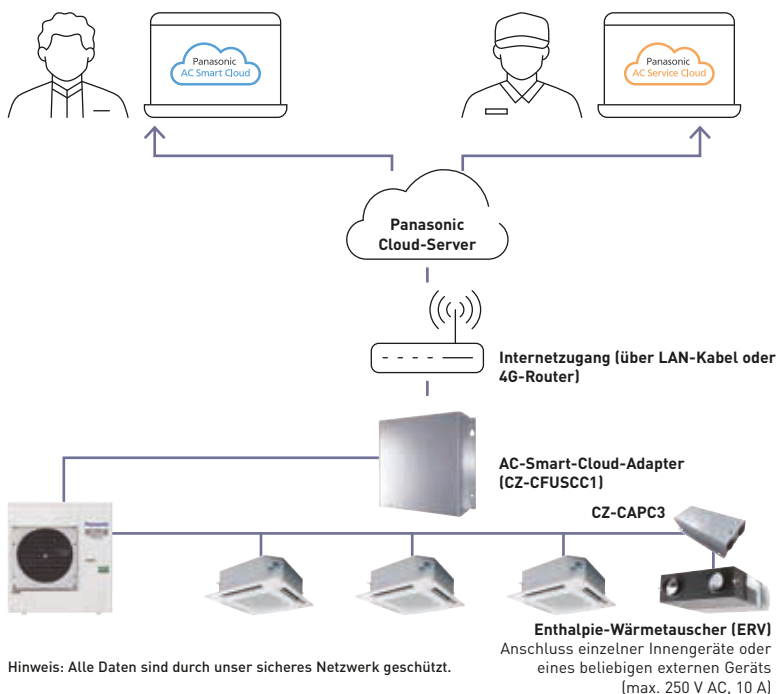 Panasonic
AC Smart Cloud
Panasonic
AC Service Cloud
Panasonic
Cloud-Server
Internetzugang (über LAN-Kabel oder
4G-Router)
AC-Smart-Cloud-Adapter
(CZ-CFUSCC1)
CZ-CAPC3
Panasonic
Enthalpie-Wärmetauscher (ERV)
Anschluss einzelner Innengeräte oder
eines beliebigen externen Geräts
(max. 250 V AC, 10 A)
Hinweis: Alle Daten sind durch unser sicheres Netzwerk geschützt.